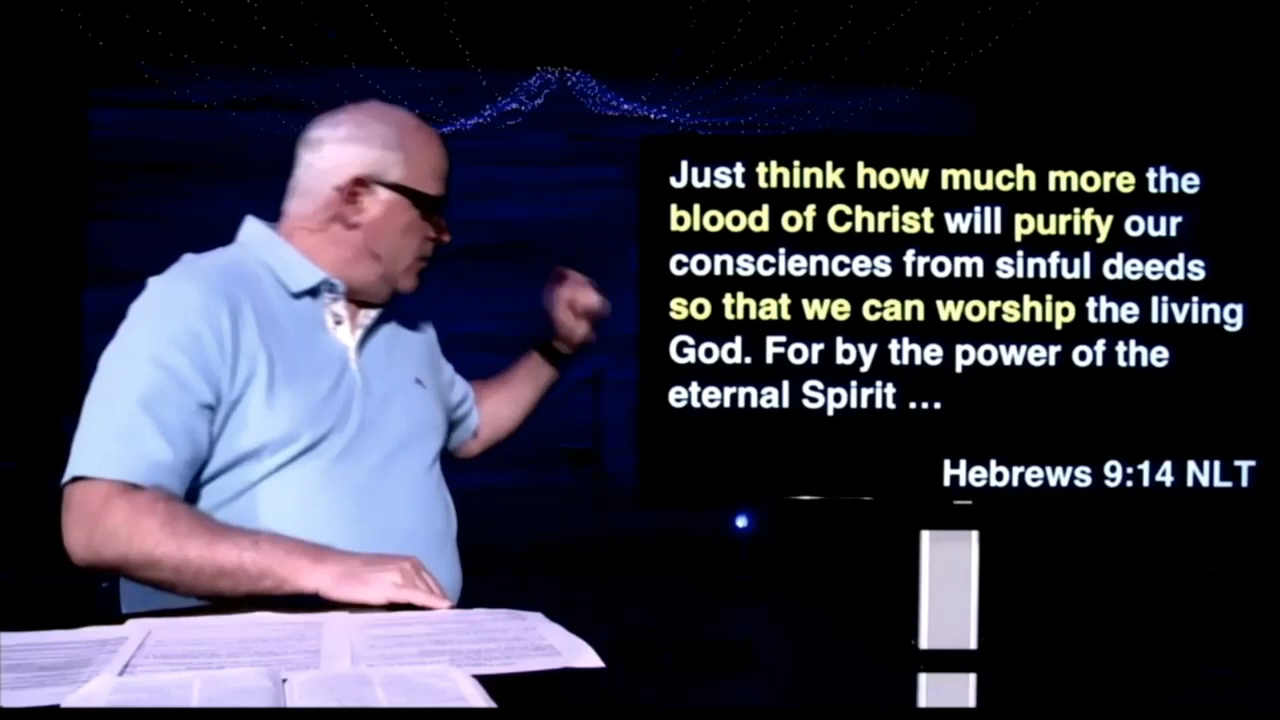 Just think how much more the
blood of Christ will purify our
consciences from sinful deeds
so that we can worship the living
God. For by the power of the
eternal Spirit ...
Hebrews 9:14 NLT